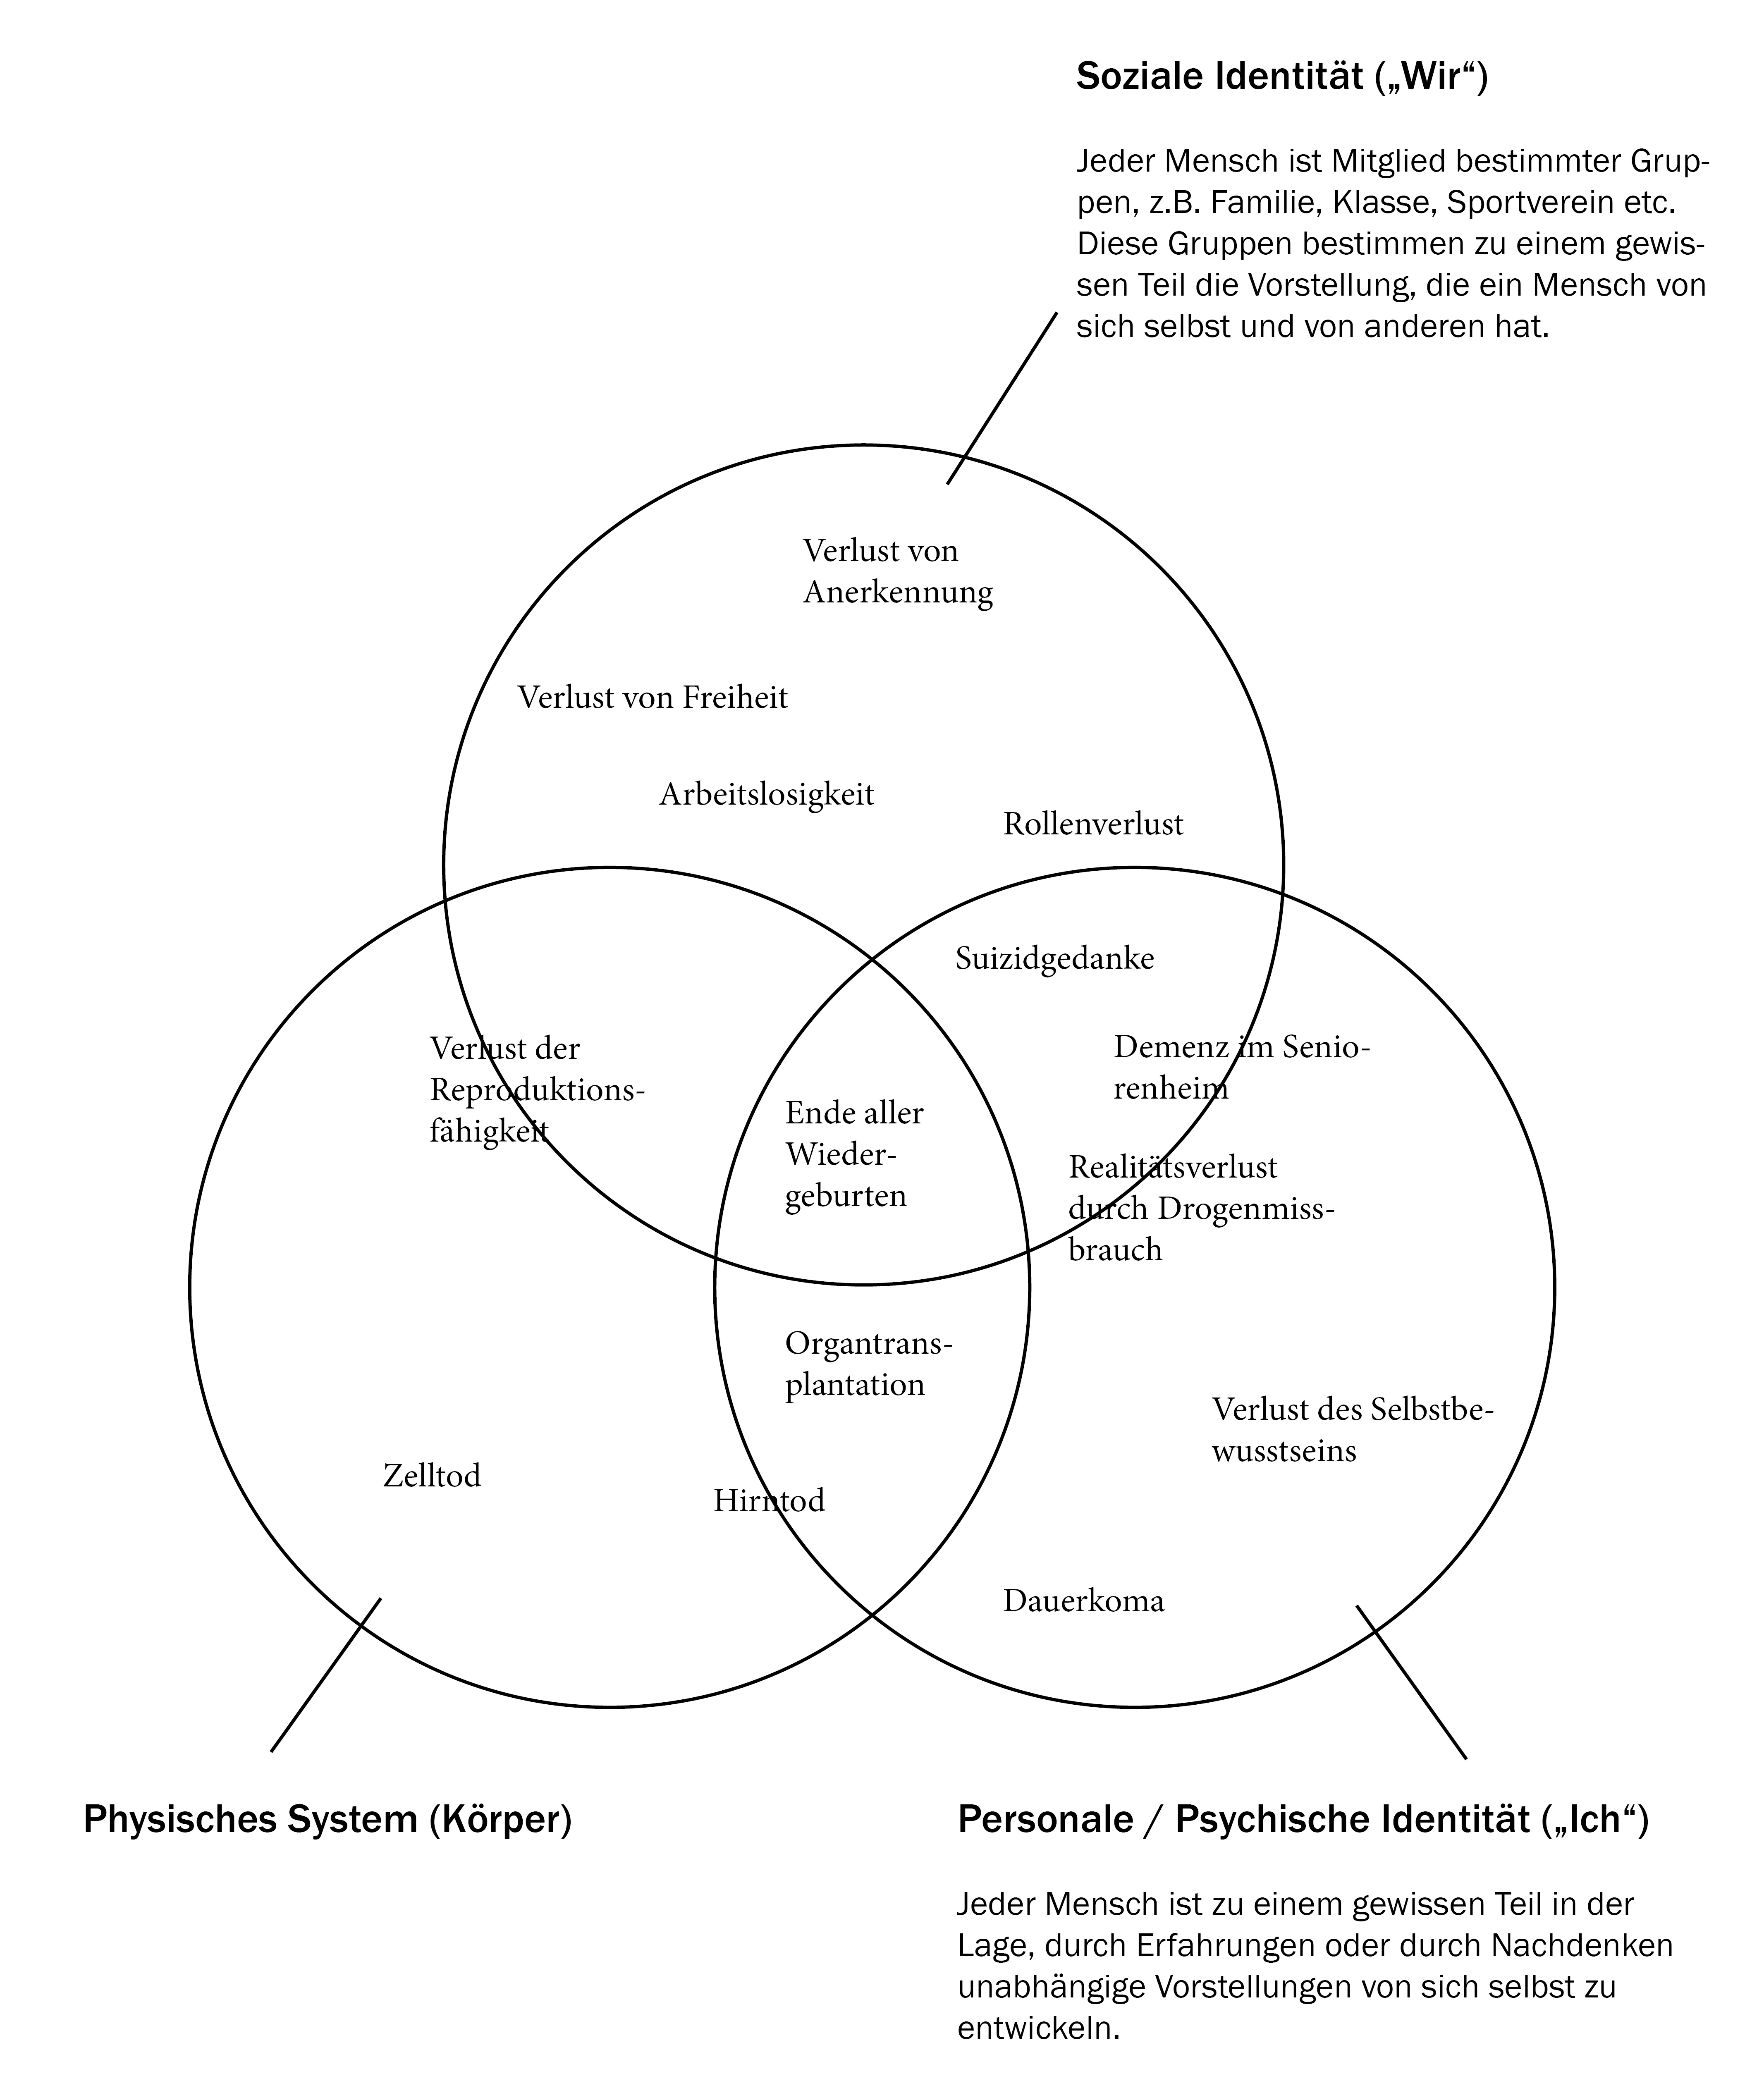 Soziale Identität („Wir“)
Jeder Mensch ist Mitglied bestimmter Grup-
pen, z.B. Familie, Klasse, Sportverein etc.
Diese Gruppen bestimmen zu einem gewis-
sen Teil die Vorstellung, die ein Mensch von
sich selbst und von anderen hat.
Verlust von
Anerkennung
Verlust von Freiheit
Arbeitslosigkeit
Rollenverlust
Suizidgedanke
Verlust der
Reproduktions-
fähigkeit
Demenz im Senio-
renheim
Ende aller
Wieder-
geburten
Realitätsverlust
durch Drogenmiss-
brauch
Organtrans-
plantation
Verlust des Selbstbe-
wusstseins
Zelltod
Hirntod
Dauerkoma
Physisches System (Körper)
Personale / Psychische Identität („Ich“)
Jeder Mensch ist zu einem gewissen Teil in der
Lage, durch Erfahrungen oder durch Nachdenken
unabhängige Vorstellungen von sich selbst zu
entwickeln.